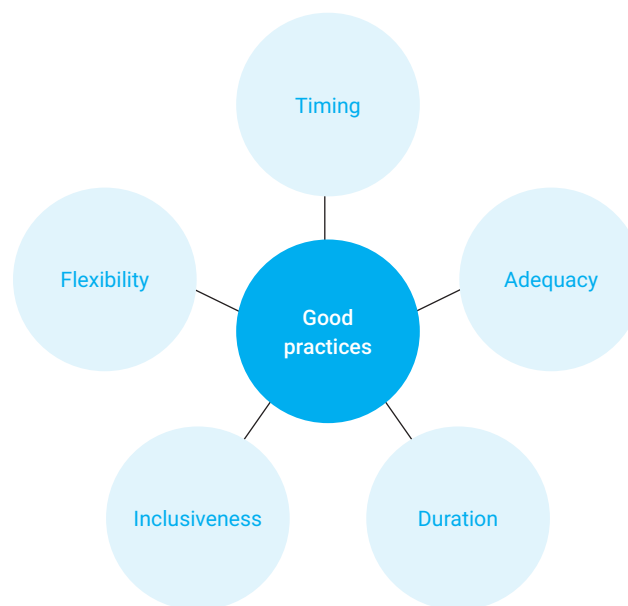 Timing
Flexibility
Adequacy
Good
practices
Inclusiveness
Duration